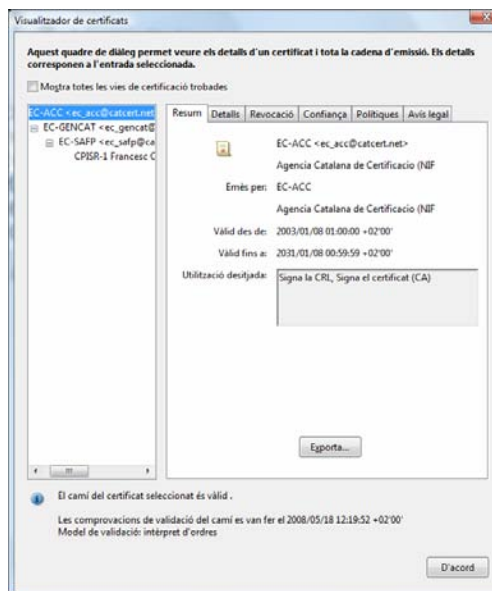 Visualitzador de certificats
Aquest quadre de diàleg permet veure els detalls d'un certificat i tota la cadena d'emissió. Els detalls
corresponen a l'entrada seleccionada.
Mostra totes les vies de certificació trobades
EC-ACC <ec_acc@catcert.net
EC-GENCAT <ec_gencat@
EC-SAFP <ec_safp@ca
CPISR-1 Francesc C
Resum Detalls Revocació Confiança Polítiques Avís legal
EC-ACC <ec_acc@catcert.net>
Agencia Catalana de Certificacio (NIF
Emès per: EC-ACC
Agencia Catalana de Certificacio (NIF
Vàlid des de: 2003/01/08 01:00:00 +02'00'
Vàlid fins a: 2031/01/08 00:59:59 +02'00'
Utilització desitjada: Signa la CRL, Signa el certificat (CA)
Exporta...
El camí del certificat seleccionat és vàlid .
Les comprovacions de validació del camí es van fer el 2008/05/18 12:19:52 +02'00'
Model de validació: intèrpret d'ordres
D'acord